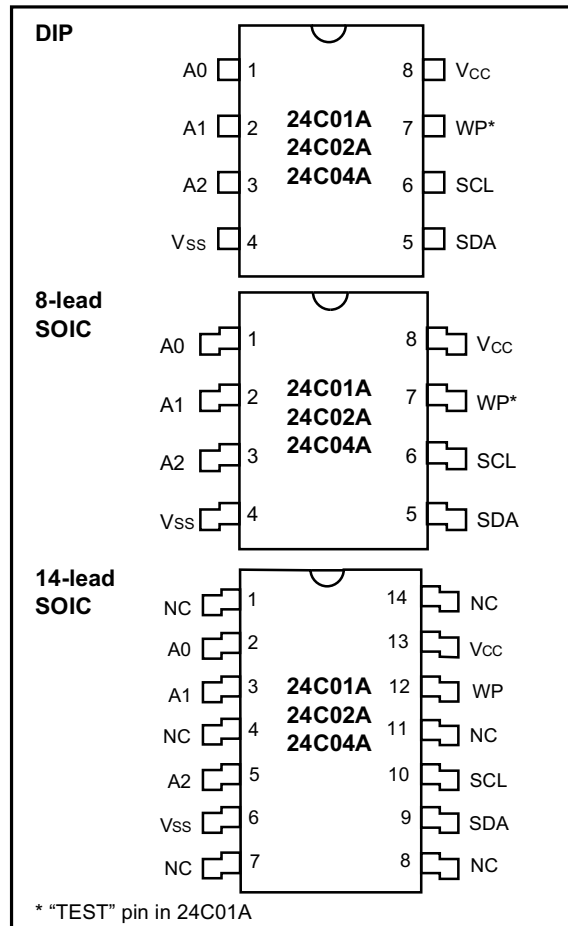 DIP
A0 1 8 VCC
A1 2 24C01A 7 WP*
24C02A
A2 3 24C04A 6 SCL
VSS 4 5 SDA
8-lead
SOIC
A0 1 8 VCC
A1 2 24C01A 7 WP*
24C02A
A2 3 24C04A 6 SCL
VSS 4 5 SDA
14-lead
SOIC
NC 1 14 NC
A0 2 13 VCC
A1 3 24C01A 12 WP
NC 4 24C02A 11 NC
24C04A
A2 5 10 SCL
VSS 6 9 SDA
NC 7 8 NC
* “TEST” pin in 24C01A